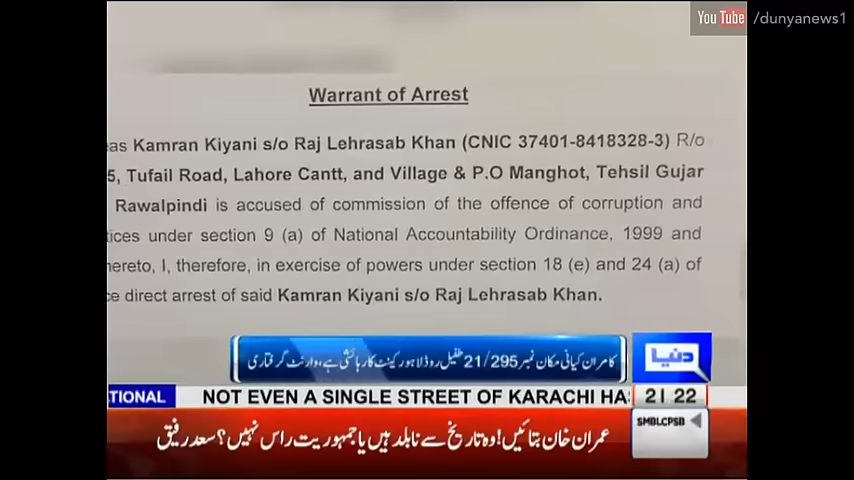 You Tube /dunyanews1
Warrant of Arrest
eas Kamran Kiyani s/o Raj Lehrasab Khan (CNIC 37401-8418328-3) R/o
5, Tufail Road, Lahore Cantt, and Village & P.O Manghot, Tehsil Gujar
Rawalpindi is accused of commission of the offence of corruption and
tices under section 9 (a) of National Accountability Ordinance, 1999 and
hereto, I, therefore, in exercise of powers under section 18 (e) and 24 (a) of
ce direct arrest of said Kamran Kiyani s/o Raj Lehrasab Khan.
کامران کیانی مکان نمبر 21/295 طفیل روڈ لاہور کینٹ کا رہائشی ہے، وارنٹ گرفتاری
دنیا
TIONAL NOT EVEN A SINGLE STREET OF KARACHI HA
21 22
SMBLCPSB
عمران خان بتائیں! وہ تاریخ سے نابلد ہیں یا جمہوریت راس نہیں؟ سعد رفیق